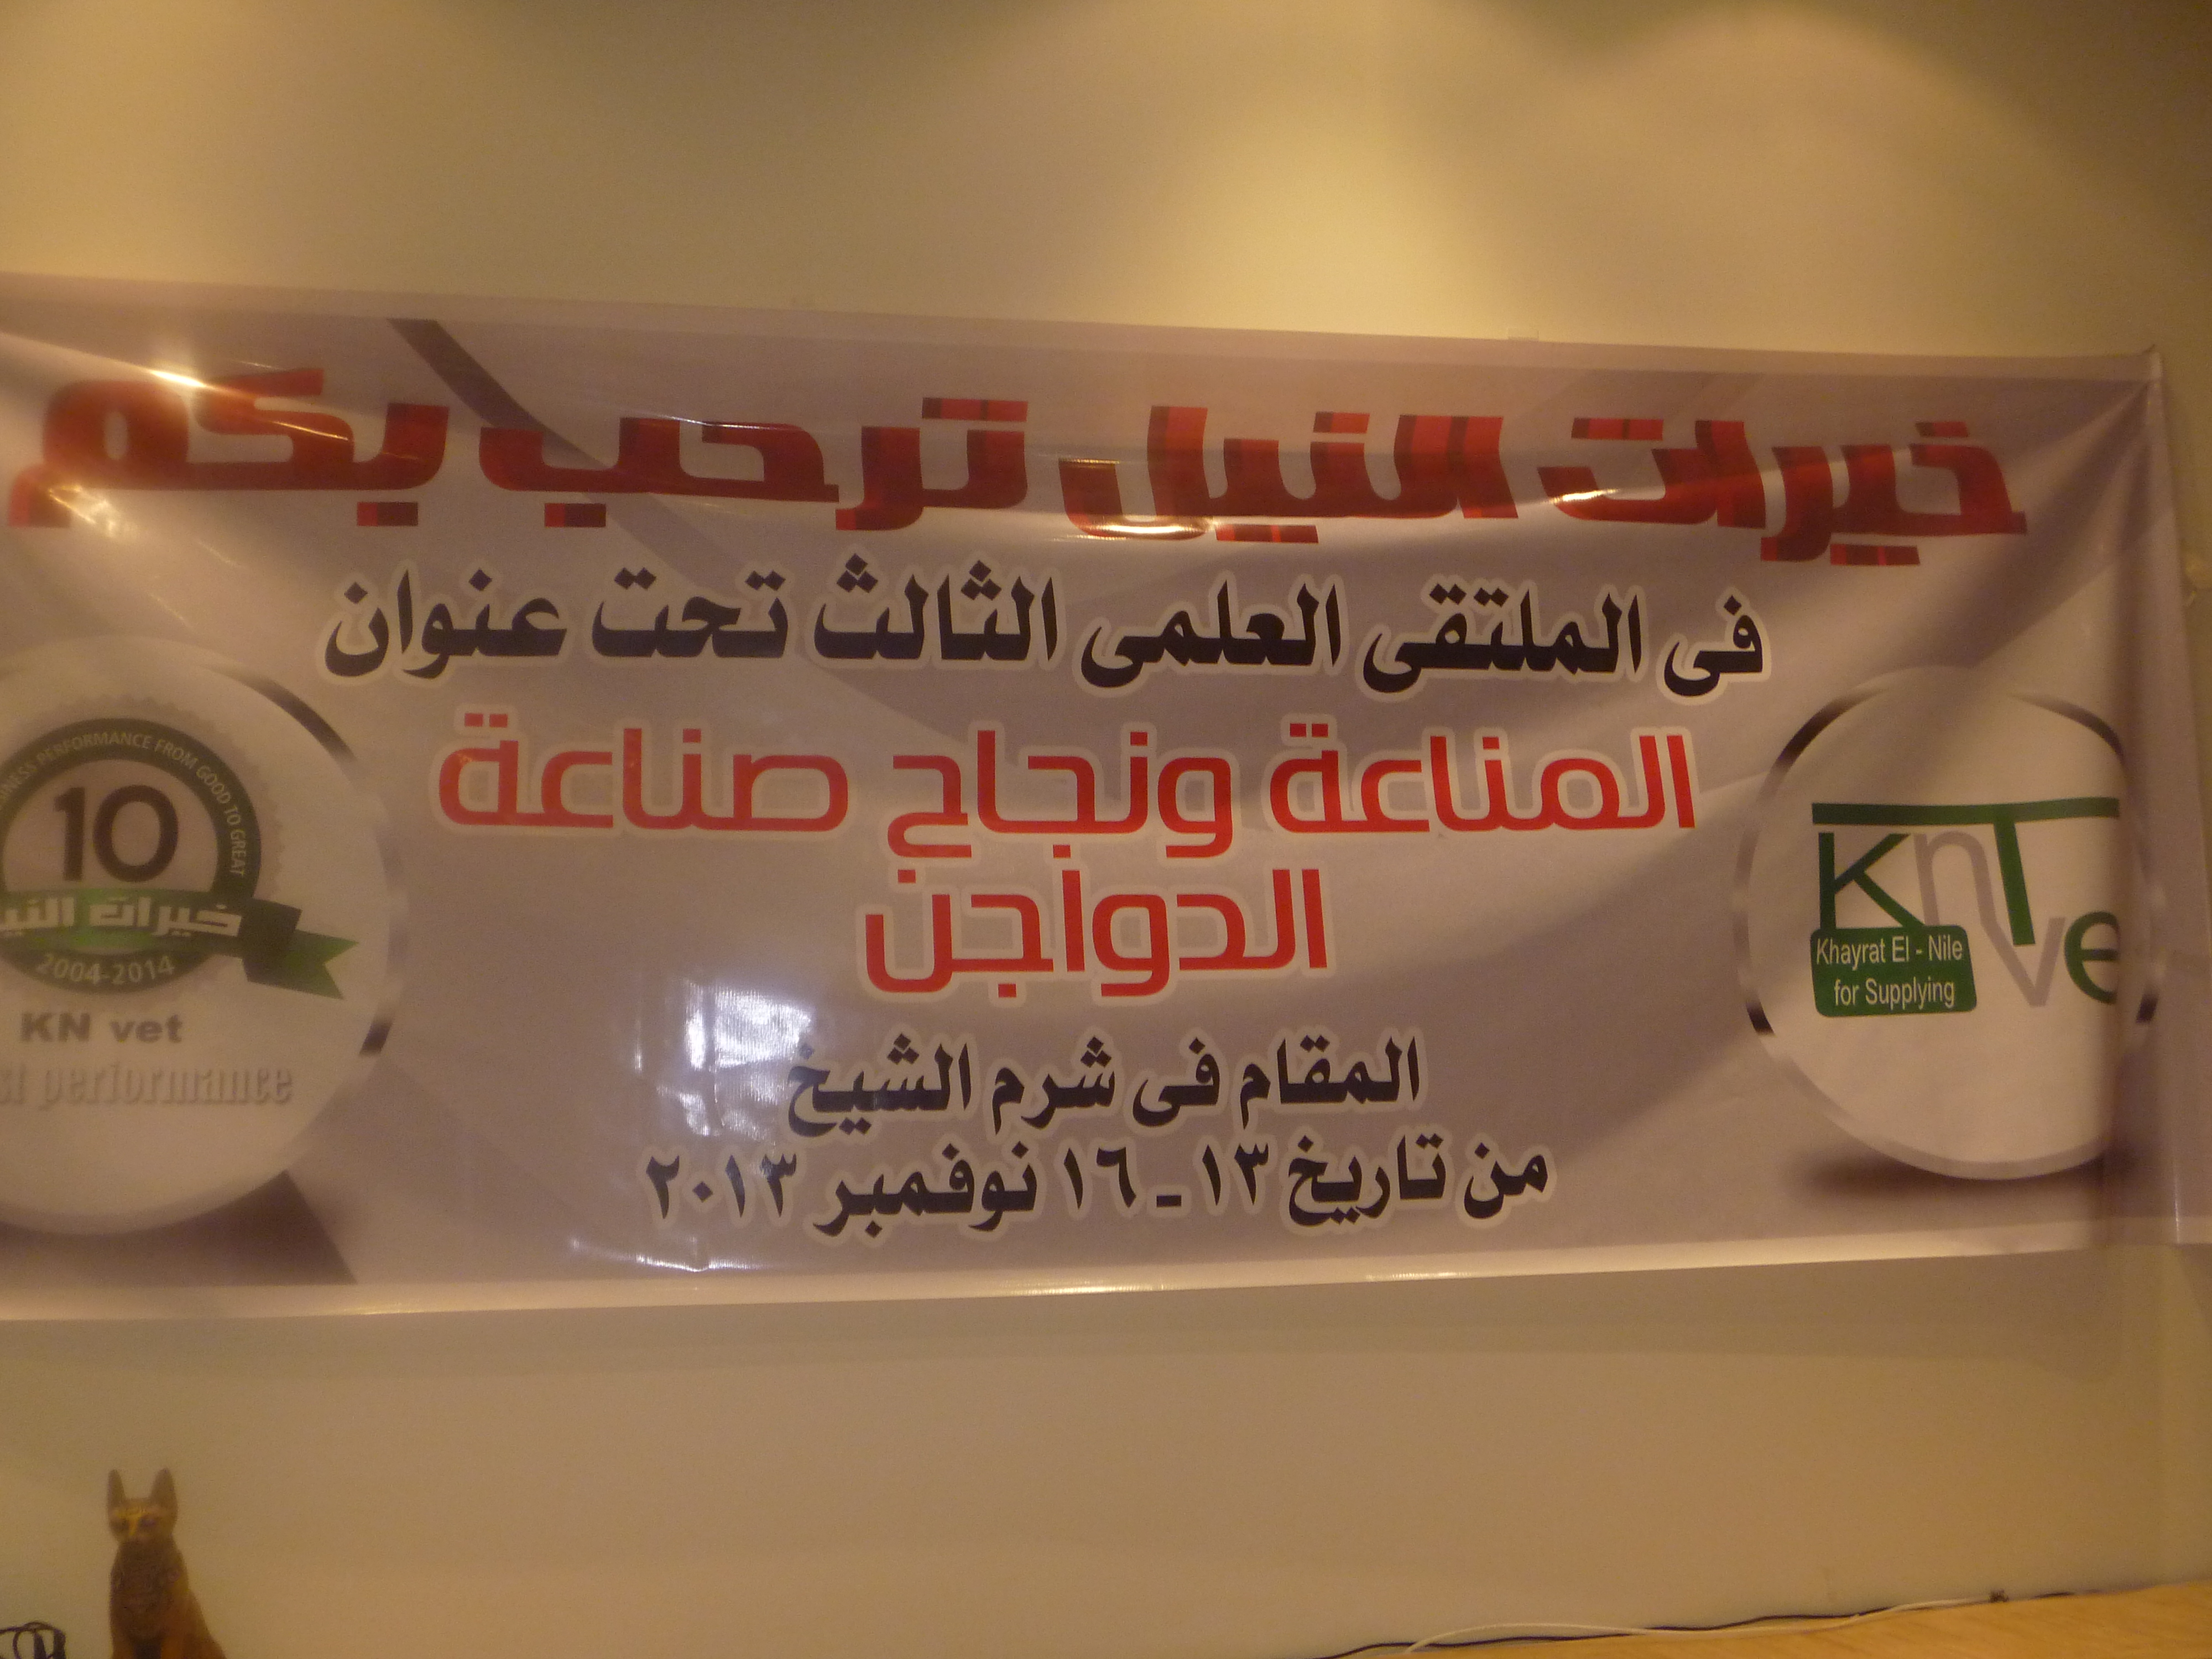 خيرات النيل ترحب بكم
فى الملتقى العلمى الثالث تحت عنوان
المناعة ونجاح صناعة
الدواجن
المقام فى شرم الشيخ
من تاريخ ١٣ - ١٦ نوفمبر ٢٠١٣
KnT
ve
Khayrat El - Nile
for Supplying
PERFORMANCE FROM GOOD TO GREAT
10
خيرات
2004-2014
KN vet
performance